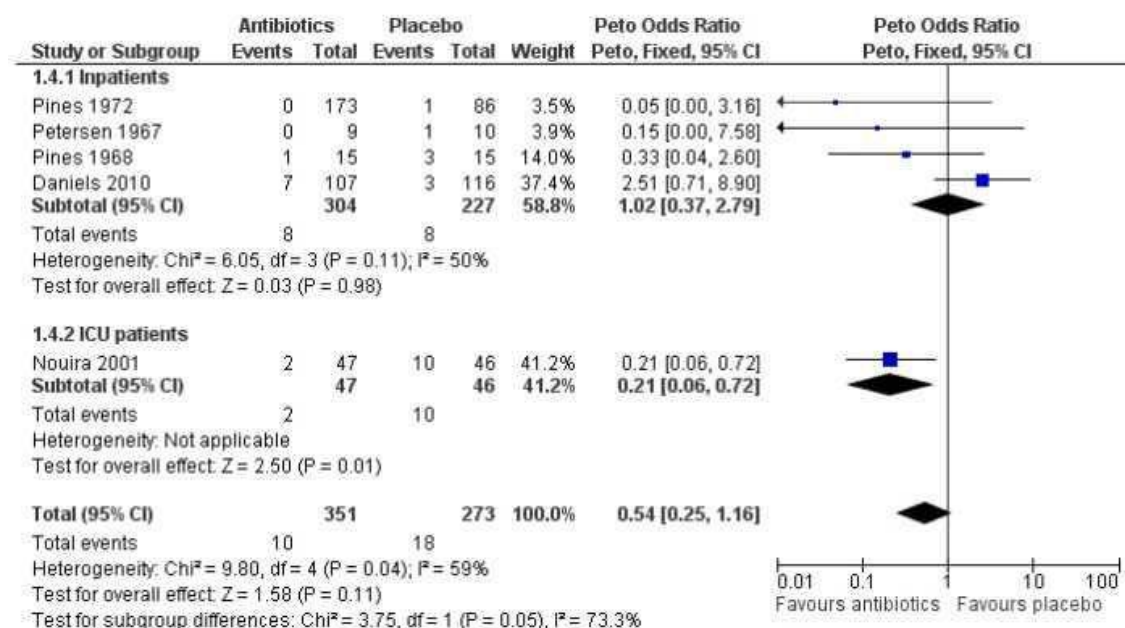 Antibiotics Placebo Peto Odds Ratio Peto Odds Ratio
Study or Subgroup Events Total Events Total Weight Peto, Fixed, 95% CI Peto, Fixed, 95% CI
1.4.1 Inpatients
Pines 1972 0 173 1 86 3.5% 0.05 [0.00, 3.16]
Petersen 1967 0 9 1 10 3.9% 0.15 [0.00, 7.58]
Pines 1968 1 15 3 15 14.0% 0.33 [0.04, 2.60]
Daniels 2010 7 107 3 116 37.4% 2.51 [0.71, 8.90]
Subtotal (95% CI) 304 227 58.8% 1.02 [0.37, 2.79]
Total events 8 8
Heterogeneity: Chi² = 6.05, df = 3 (P = 0.11); I² = 50%
Test for overall effect: Z = 0.03 (P = 0.98)
1.4.2 ICU patients
Nouira 2001 2 47 10 46 41.2% 0.21 [0.06, 0.72]
Subtotal (95% CI) 47 46 41.2% 0.21 [0.06, 0.72]
Total events 2 10
Heterogeneity: Not applicable
Test for overall effect: Z = 2.50 (P = 0.01)
Total (95% CI) 351 273 100.0% 0.54 [0.25, 1.16]
Total events 10 18
Heterogeneity: Chi² = 9.80, df = 4 (P = 0.04); I² = 59%
Test for overall effect: Z = 1.58 (P = 0.11)
Test for subgroup differences: Chi² = 3.75, df = 1 (P = 0.05), I² = 73.3%
0.01 0.1 1 10 100
Favours antibiotics Favours placebo